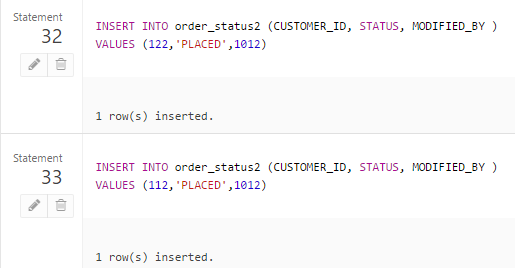 Statement
32
INSERT INTO order_status2 (CUSTOMER_ID, STATUS, MODIFIED_BY )
VALUES (122,'PLACED',1012)
1 row(s) inserted.
Statement
33
INSERT INTO order_status2 (CUSTOMER_ID, STATUS, MODIFIED_BY )
VALUES (112,'PLACED',1012)
1 row(s) inserted.